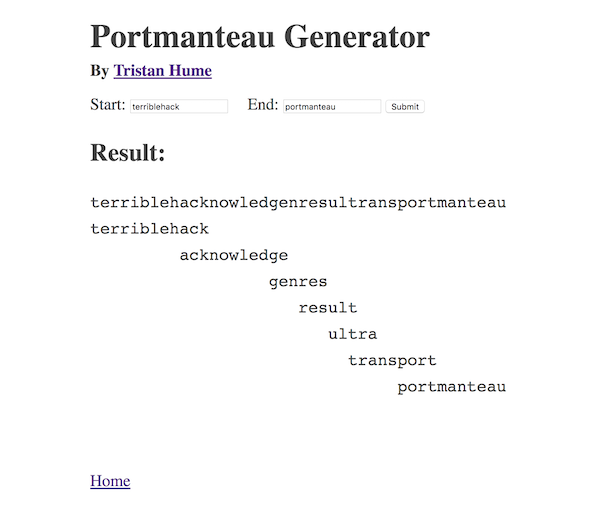 Portmanteau Generator
By Tristan Hume
Start: terriblehack End: portmanteau Submit
Result:
terriblehacknowledgenresultransportmanteau
terriblehack
acknowledge
genres
result
ultra
transport
portmanteau
Home